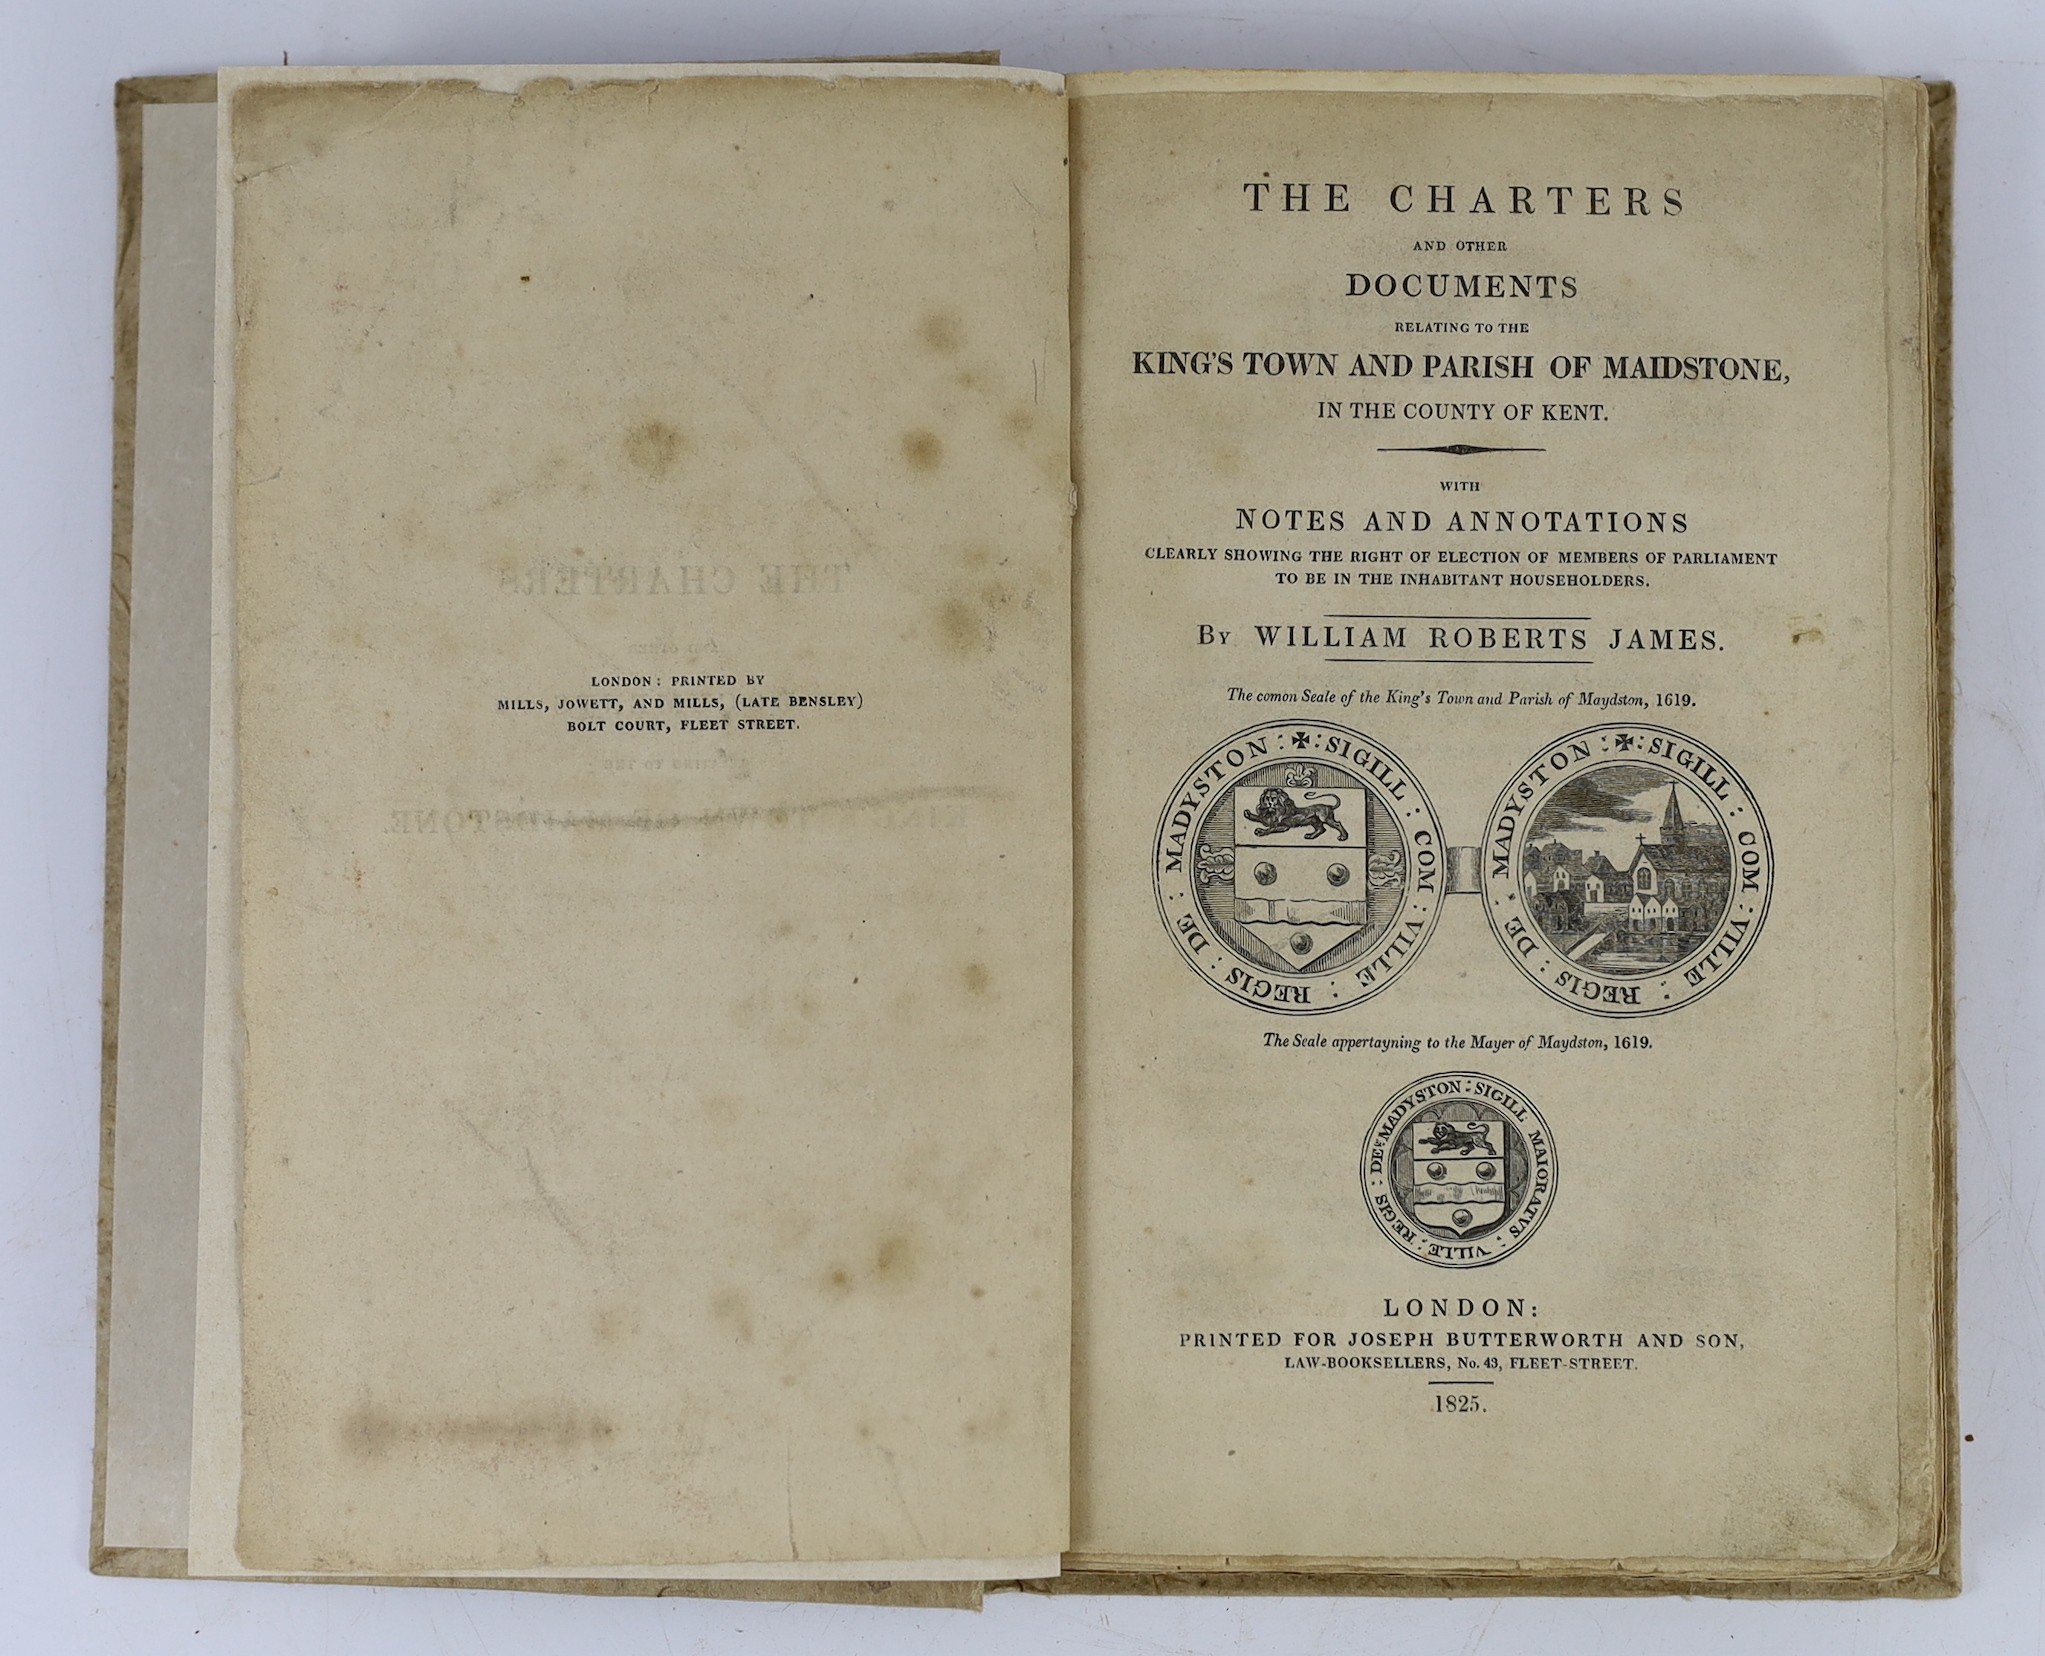 LONDON: PRINTED BY
MILLS, JOWETT, AND MILLS, (LATE BENSLEY)
BOLT COURT, FLEET STREET.
THE CHARTERS
AND OTHER
DOCUMENTS
RELATING TO THE
KING'S TOWN AND PARISH OF MAIDSTONE,
IN THE COUNTY OF KENT.
WITH
NOTES AND ANNOTATIONS
CLEARLY SHOWING THE RIGHT OF ELECTION OF MEMBERS OF PARLIAMENT
TO BE IN THE INHABITANT HOUSEHOLDERS.
By WILLIAM ROBERTS JAMES.
The comon Seale of the King's Town and Parish of Maydston, 1619.
SIGILL : COM : VILLE : REGIS : DE : MADYSTON :
SIGILL : COM : VILLE : REGIS : DE : MADYSTON :
The Seale appertayning to the Mayer of Maydston, 1619.
SIGILL MAIORATVS : VILLE : REGIS : DE MADYSTON :
LONDON:
PRINTED FOR JOSEPH BUTTERWORTH AND SON,
LAW-BOOKSELLERS, No. 43, FLEET-STREET.
1825.